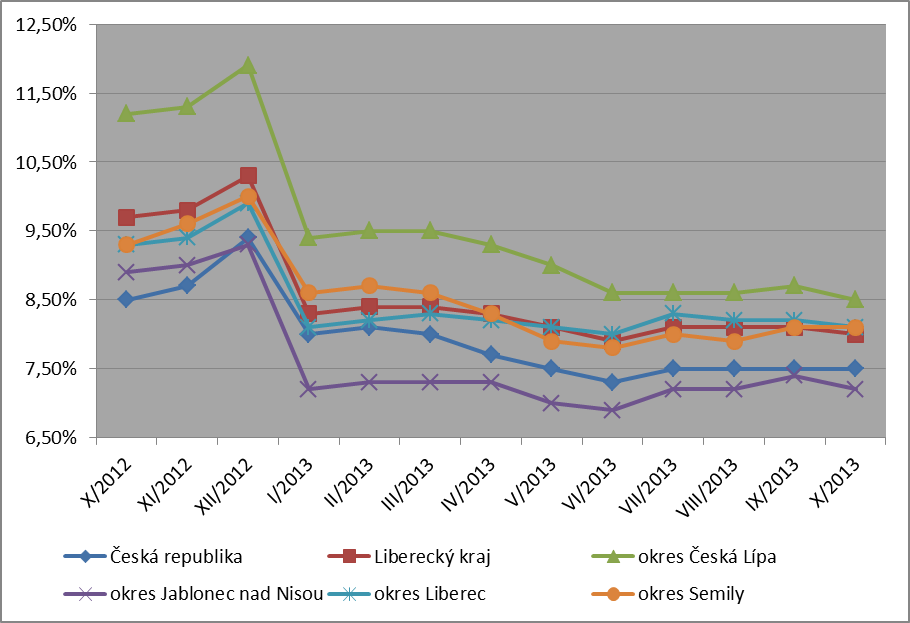 12,50%
11,50%
10,50%
9,50%
8,50%
7,50%
6,50%
X/2012
XI/2012
XII/2012
I/2013
II/2013
III/2013
IV/2013
V/2013
VI/2013
VII/2013
VIII/2013
IX/2013
X/2013
Česká republika
Liberecký kraj
okres Česká Lípa
okres Jablonec nad Nisou
okres Liberec
okres Semily